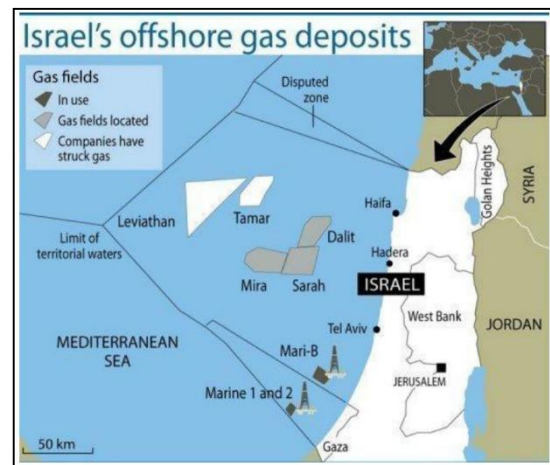 Israel's offshore gas deposits
Gas fields
In use
Gas fields located
Companies have
struck gas
Disputed
zone
Golan Heights
SYRIA
Haifa
Leviathan
Tamar
Limit of
territorial waters
Dalit
Hadera
Mira
Sarah
ISRAEL
West Bank
JORDAN
Tel Aviv
MEDITERRANEAN
SEA
Mari-B
JERUSALEM
Marine 1 and 2
50 km
Gaza